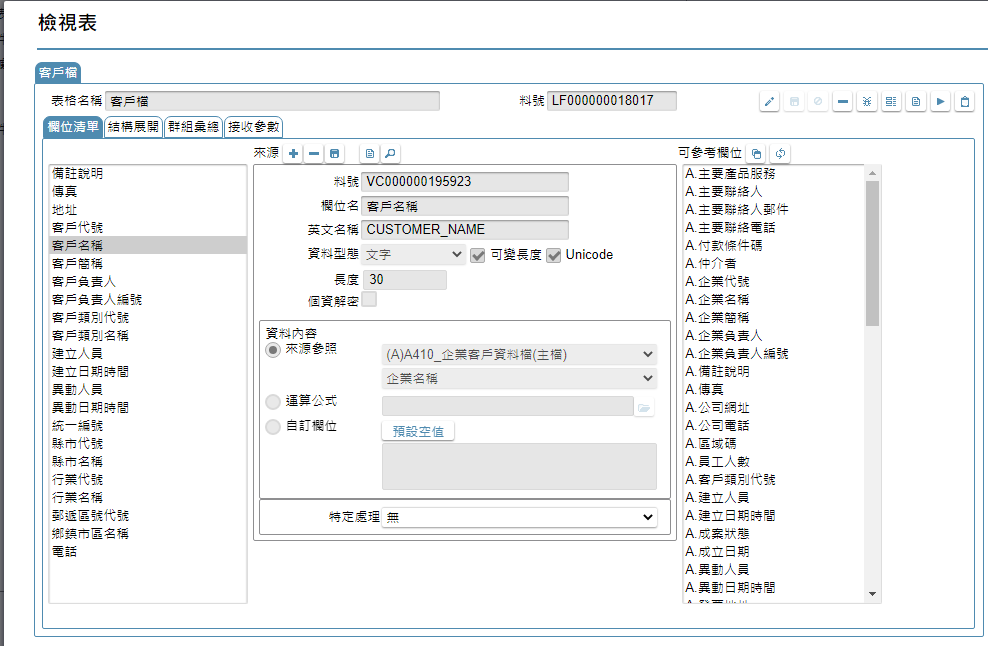 檢視表
客戶檔
表格名稱 客戶檔 料號 LF000000018017
欄位清單 結構展開 群組彙總 接收參數
來源
可參考欄位
備註說明
傳真
地址
客戶代號
客戶名稱
客戶簡稱
客戶負責人
客戶負責人編號
客戶類別代號
客戶類別名稱
建立人員
建立日期時間
異動人員
異動日期時間
統一編號
縣市代號
縣市名稱
行業代號
行業名稱
郵遞區號代號
鄉鎮市區名稱
電話
料號 VC000000195923
欄位名 客戶名稱
英文名稱 CUSTOMER_NAME
資料型態 文字 可變長度 Unicode
長度 30
個資解密
資料內容
來源參照 (A)A410_企業客戶資料檔(主檔)
企業名稱
運算公式
自訂欄位 預設空值
特定處理 無
A.主要產品服務
A.主要聯絡人
A.主要聯絡人郵件
A.主要聯絡電話
A.付款條件碼
A.仲介者
A.企業代號
A.企業名稱
A.企業簡稱
A.企業負責人
A.企業負責人編號
A.備註說明
A.傳真
A.公司網址
A.公司電話
A.區域碼
A.員工人數
A.客戶類別代號
A.建立人員
A.建立日期時間
A.成案狀態
A.成立日期
A.異動人員
A.異動日期時間